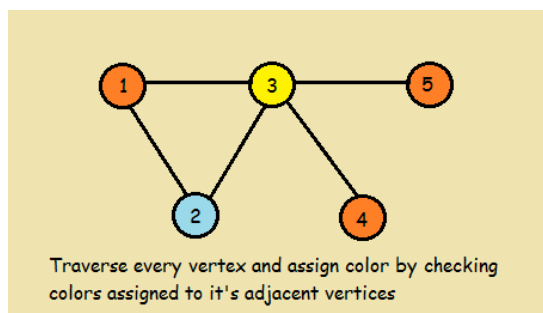 1
3
5
2
4
Traverse every vertex and assign color by checking
colors assigned to it's adjacent vertices